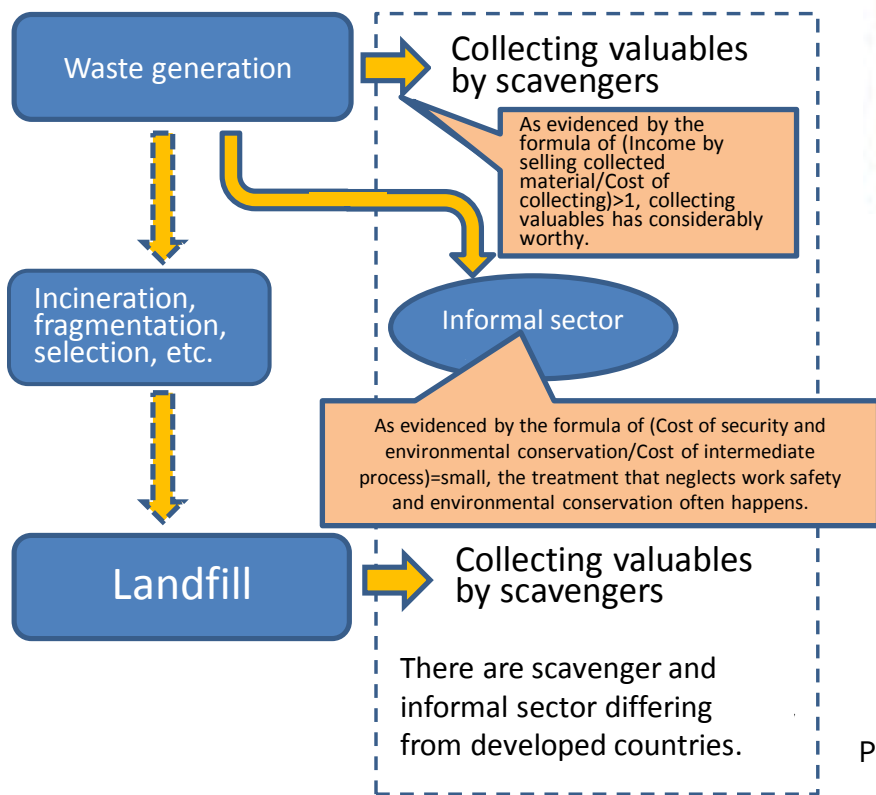 Waste generation
Collecting valuables
by scavengers
As evidenced by the
formula of (Income by
selling collected
material/Cost of
collecting)>1, collecting
valuables has considerably
worthy.
Incineration,
fragmentation,
selection, etc.
Informal sector
As evidenced by the formula of (Cost of security and
environmental conservation/Cost of intermediate
process)=small, the treatment that neglects work safety
and environmental conservation often happens.
Landfill
Collecting valuables
by scavengers
There are scavenger and
informal sector differing
from developed countries.
P